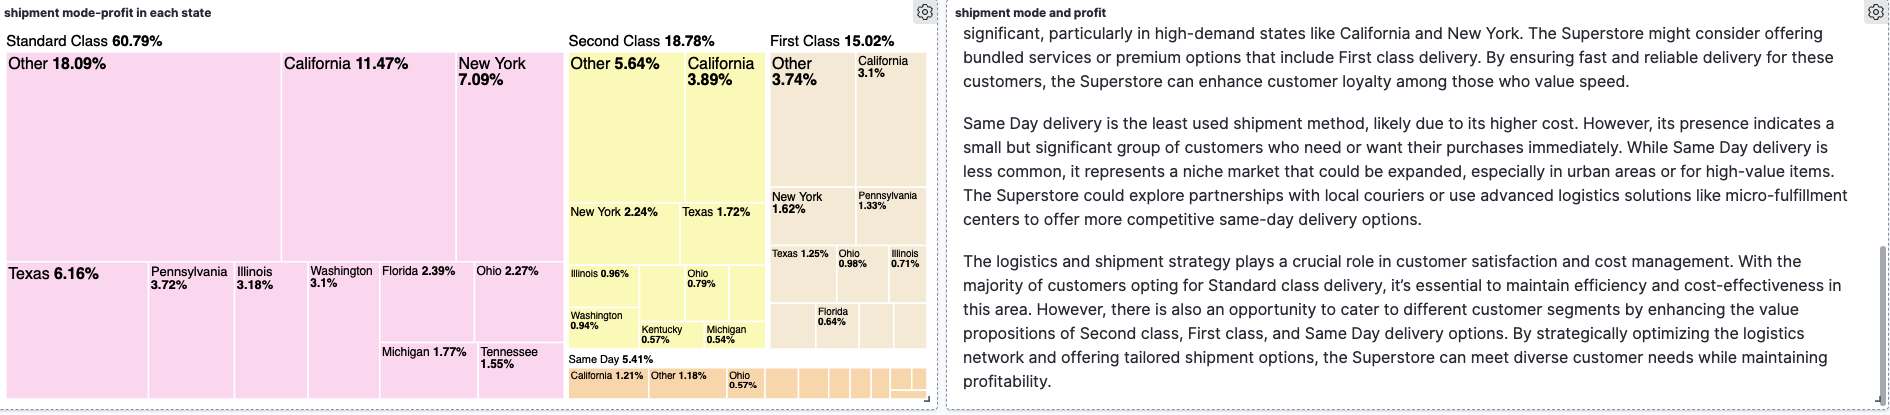 shipment mode-profit in each state
Standard Class 60.79%
Other 18.09%
California 11.47%
New York
7.09%
Texas 6.16%
Pennsylvania
3.72%
Illinois
3.18%
Washington
3.1%
Florida 2.39%
Ohio 2.27%
Michigan 1.77%
Tennessee
1.55%
Second Class 18.78%
Other 5.64%
California
3.89%
New York 2.24%
Texas 1.72%
Illinois 0.96%
Ohio
0.79%
Washington
0.94%
Kentucky
0.57%
Michigan
0.54%
First Class 15.02%
Other
3.74%
California
3.1%
New York
1.62%
Pennsylvania
1.33%
Texas 1.25%
Ohio
0.98%
Illinois
0.71%
Florida
0.64%
Same Day 5.41%
California 1.21%
Other 1.18%
Ohio
0.57%
shipment mode and profit
significant, particularly in high-demand states like California and New York. The Superstore might consider offering
bundled services or premium options that include First class delivery. By ensuring fast and reliable delivery for these
customers, the Superstore can enhance customer loyalty among those who value speed.
Same Day delivery is the least used shipment method, likely due to its higher cost. However, its presence indicates a
small but significant group of customers who need or want their purchases immediately. While Same Day delivery is
less common, it represents a niche market that could be expanded, especially in urban areas or for high-value items.
The Superstore could explore partnerships with local couriers or use advanced logistics solutions like micro-fulfillment
centers to offer more competitive same-day delivery options.
The logistics and shipment strategy plays a crucial role in customer satisfaction and cost management. With the
majority of customers opting for Standard class delivery, it's essential to maintain efficiency and cost-effectiveness in
this area. However, there is also an opportunity to cater to different customer segments by enhancing the value
propositions of Second class, First class, and Same Day delivery options. By strategically optimizing the logistics
network and offering tailored shipment options, the Superstore can meet diverse customer needs while maintaining
profitability.